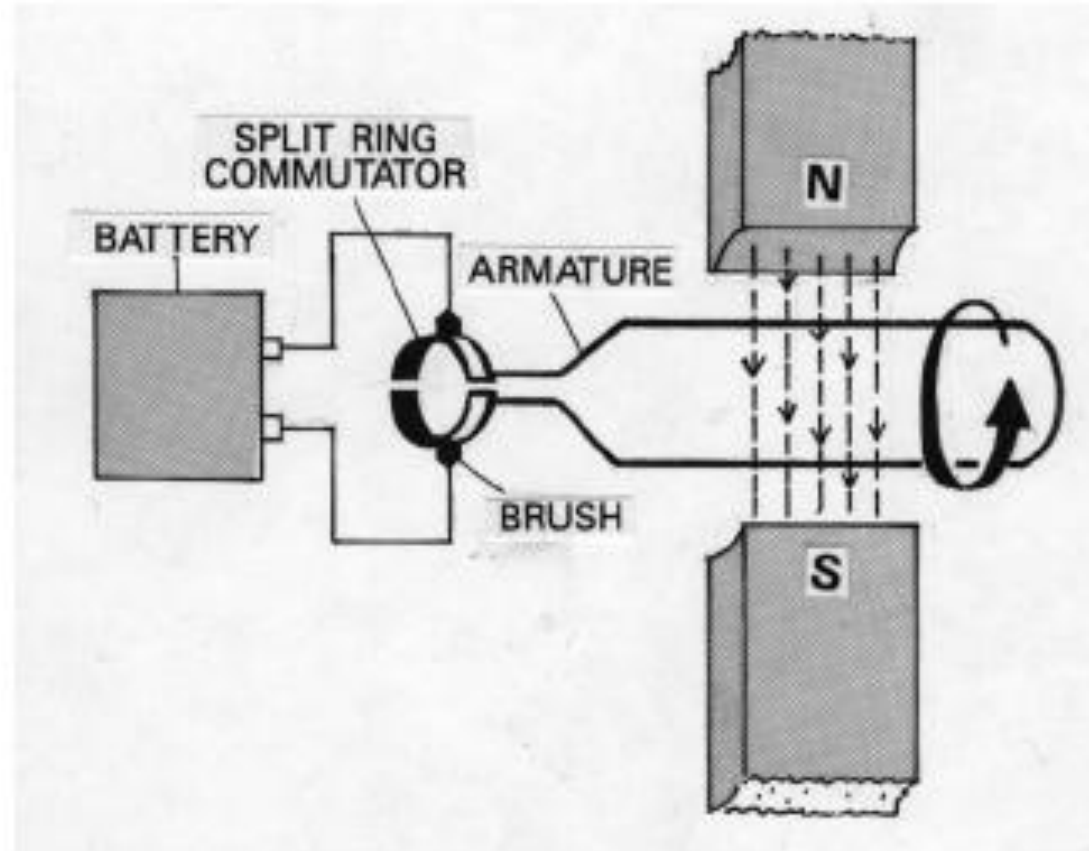 SPLIT RING
COMMUTATOR
BATTERY
ARMATURE
N
BRUSH
S